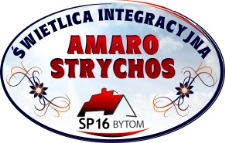 ŚWIETLICA INTEGRACYJNA
AMARO
STRYCHOS
SP16 BYTOM